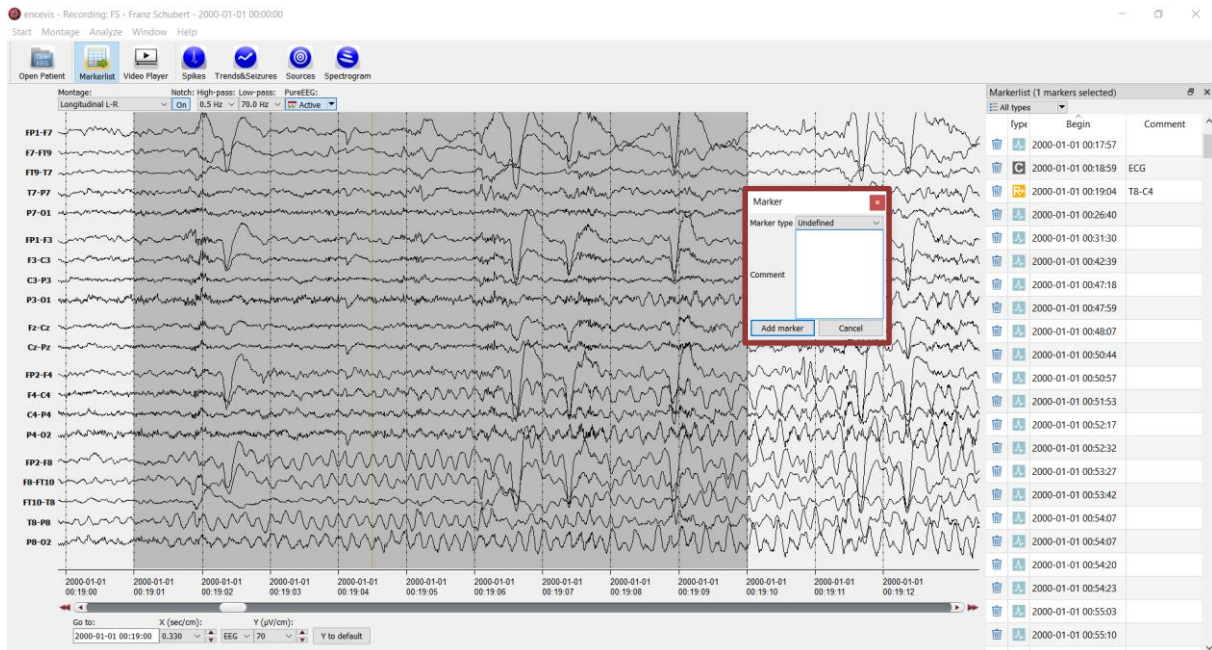 encevis - Recording: FS - Franz Schubert - 2000-01-01 00:00:00
Start Montage Analyze Window Help
Open Patient Markerlist Video Player Spikes Trends&Seizures Sources Spectrogram
Montage: Notch: High-pass: Low-pass: PureEEG:
Longitudinal L-R On 0.5 Hz 70.0 Hz Active
FP1-F7
F7-FT9
FT9-T7
T7-P7
P7-O1
FP1-F3
F3-C3
C3-P3
P3-O1
Fz-Cz
Cz-Pz
FP2-F4
F4-C4
C4-P4
P4-O2
FP2-F8
F8-FT10
FT10-T8
T8-P8
P8-O2
2000-01-01 2000-01-01 2000-01-01 2000-01-01 2000-01-01 2000-01-01 2000-01-01 2000-01-01 2000-01-01 2000-01-01 2000-01-01 2000-01-01 2000-01-01
00:19:00 00:19:01 00:19:02 00:19:03 00:19:04 00:19:05 00:19:06 00:19:07 00:19:08 00:19:09 00:19:10 00:19:11 00:19:12
Go to: X (sec/cm): Y (µV/cm):
2000-01-01 00:19:00 0.330 EEG 70 Y to default
Marker
Marker type Undefined
Comment
Add marker Cancel
Markerlist (1 markers selected)
All types
Type Begin Comment
2000-01-01 00:17:57
C 2000-01-01 00:18:59 ECG
R 2000-01-01 00:19:04 T8-C4
2000-01-01 00:26:40
2000-01-01 00:31:30
2000-01-01 00:42:39
2000-01-01 00:47:18
2000-01-01 00:47:59
2000-01-01 00:48:07
2000-01-01 00:50:44
2000-01-01 00:50:57
2000-01-01 00:51:53
2000-01-01 00:52:17
2000-01-01 00:52:32
2000-01-01 00:53:27
2000-01-01 00:53:42
2000-01-01 00:54:07
2000-01-01 00:54:07
2000-01-01 00:54:20
2000-01-01 00:54:23
2000-01-01 00:55:03
2000-01-01 00:55:10